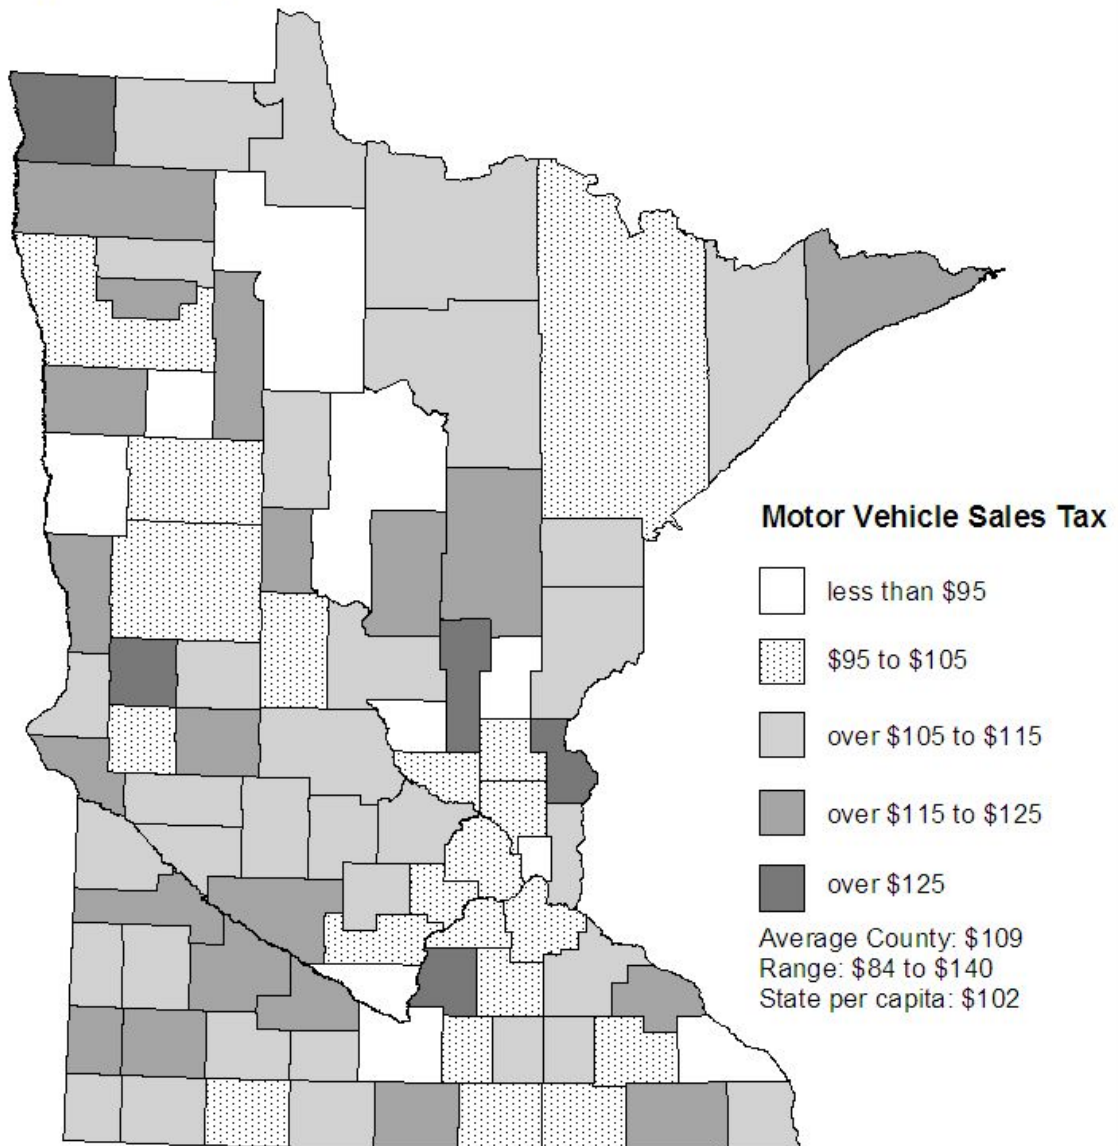 Motor Vehicle Sales Tax
less than $95
$95 to $105
over $105 to $115
over $115 to $125
over $125
Average County: $109
Range: $84 to $140
State per capita: $102